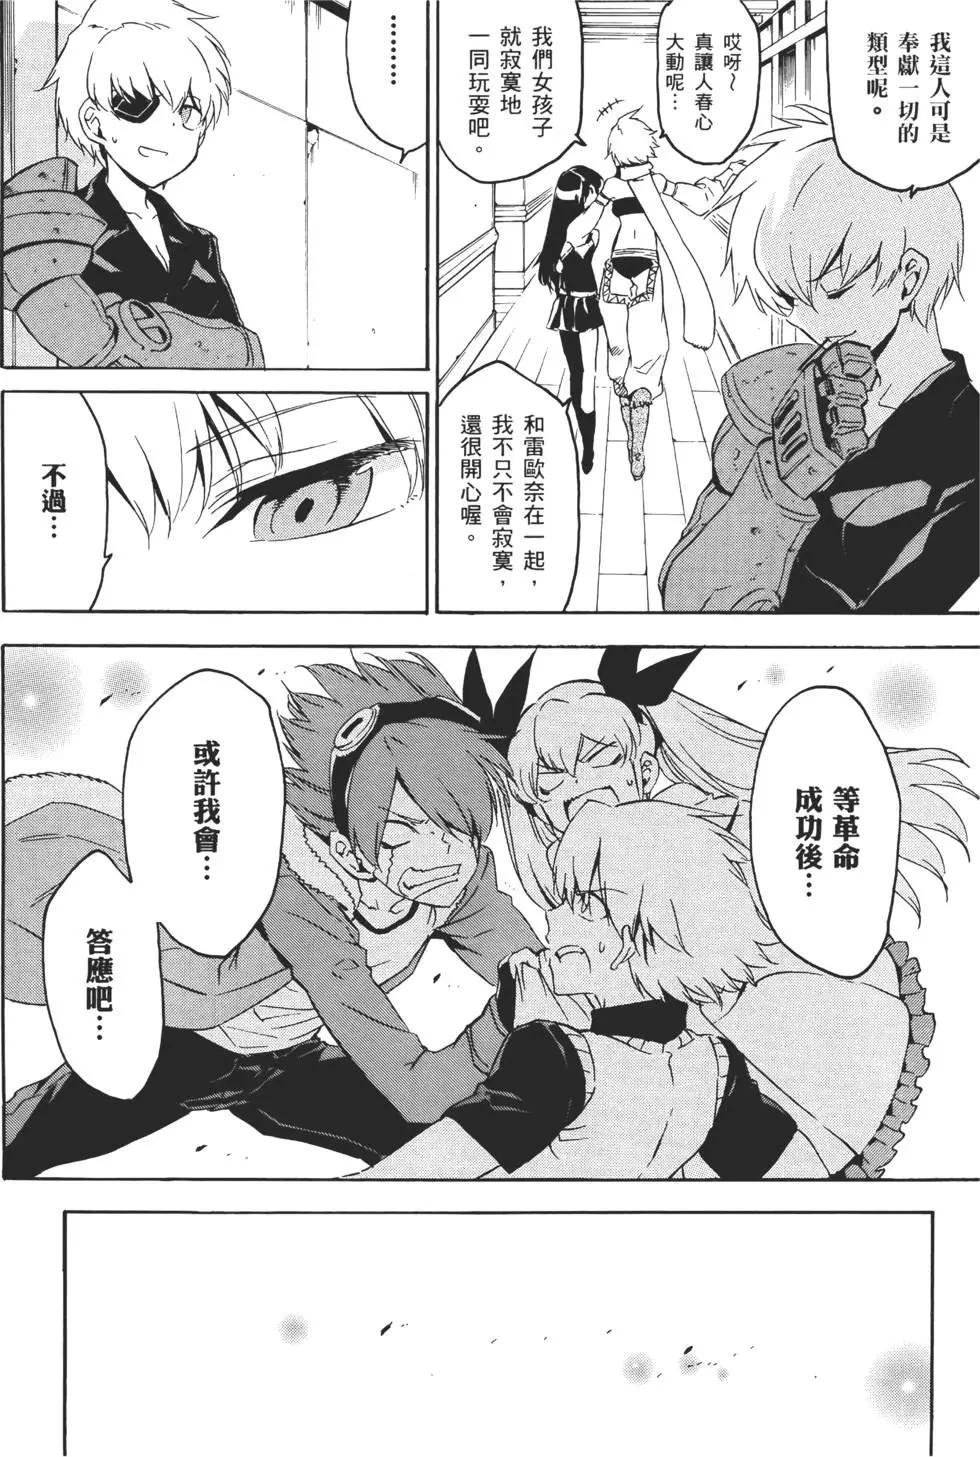 我這人可是
奉獻一切的
類型呢。
哎呀～
真讓人春心
大動呢…
我們女孩子
就寂寞地
一同玩耍吧。
和雷歐奈在一起，
我不只不會寂寞，
還很開心喔。
………
不過…
等革命
成功後…
或許我會…
答應吧…